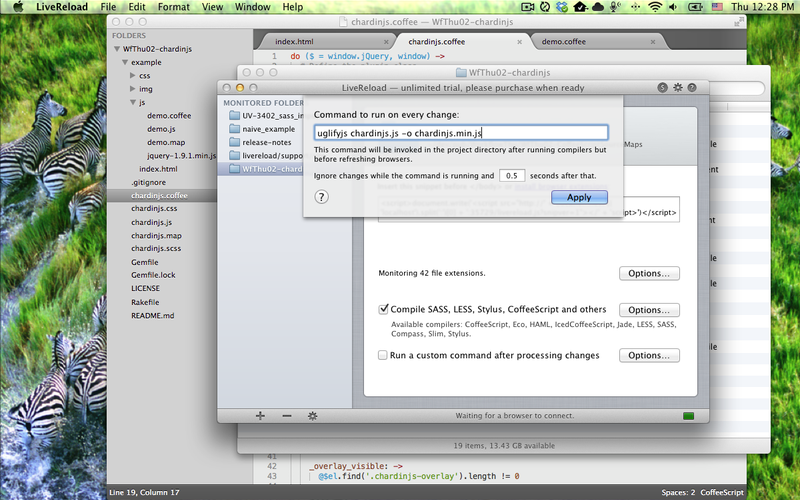 LiveReload File Edit Format View Window Help
Thu 12:28 PM
chardinjs.coffee — WfThu02-chardinjs
FOLDERS
WfThu02-chardinjs
example
css
img
js
demo.coffee
demo.js
demo.map
jquery-1.9.1.min.js
index.html
.gitignore
chardinjs.coffee
chardinjs.css
chardinjs.js
chardinjs.map
chardinjs.scss
Gemfile
Gemfile.lock
LICENSE
Rakefile
README.md
index.html chardinjs.coffee demo.coffee
1 do ($ = window.jQuery, window) ->
WfThu02-chardinjs
LiveReload — unlimited trial, please purchase when ready
MONITORED FOLDER
UV-3402_sass_in
naive_example
release-notes
livereload/suppo
WfThu02-chardin
Command to run on every change:
uglifyjs chardinjs.js -o chardinjs.min.js
This command will be invoked in the project directory after running compilers but
before refreshing browsers.
Ignore changes while the command is running and 0.5 seconds after that.
?
Apply
Maps
script>')</script>
Monitoring 42 file extensions.
Options...
Compile SASS, LESS, Stylus, CoffeeScript and others
Options...
Available compilers: CoffeeScript, Eco, HAML, IcedCoffeeScript, Jade, LESS, SASS,
Compass, Slim, Stylus.
Run a custom command after processing changes
Options...
Waiting for a browser to connect.
19 items, 13.43 GB available
41
42 _overlay_visible: ->
43 @$el.find('.chardinjs-overlay').length != 0
44
Line 19, Column 17
Spaces: 2 CoffeeScript